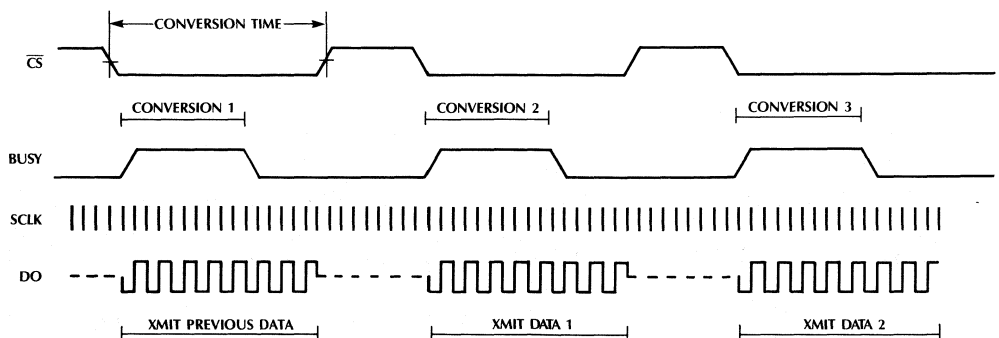 CONVERSION TIME
CS
CONVERSION 1
CONVERSION 2
CONVERSION 3
BUSY
SCLK
DO
XMIT PREVIOUS DATA
XMIT DATA 1
XMIT DATA 2